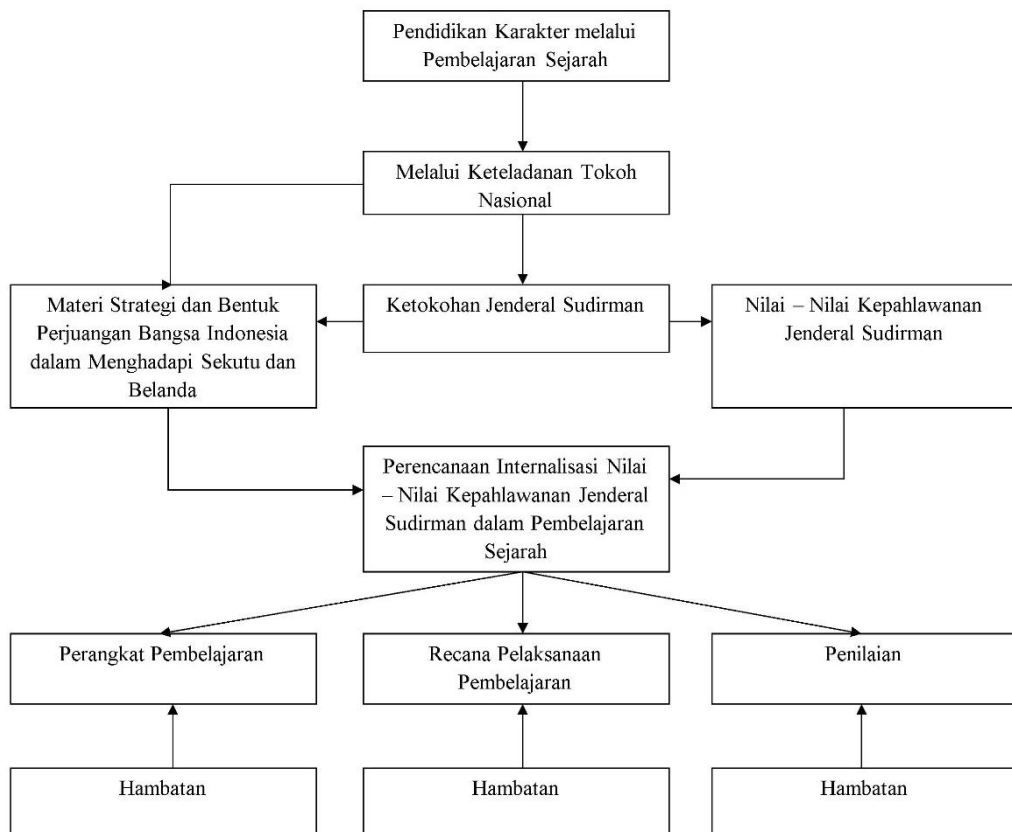 Pendidikan Karakter melalui
Pembelajaran Sejarah
Melalui Keteladanan Tokoh
Nasional
Materi Strategi dan Bentuk
Perjuangan Bangsa Indonesia
dalam Menghadapi Sekutu dan
Belanda
Ketokohan Jenderal Sudirman
Nilai – Nilai Kepahlawanan
Jenderal Sudirman
Perencanaan Internalisasi Nilai
– Nilai Kepahlawanan Jenderal
Sudirman dalam Pembelajaran
Sejarah
Perangkat Pembelajaran
Recana Pelaksanaan
Pembelajaran
Penilaian
Hambatan
Hambatan
Hambatan